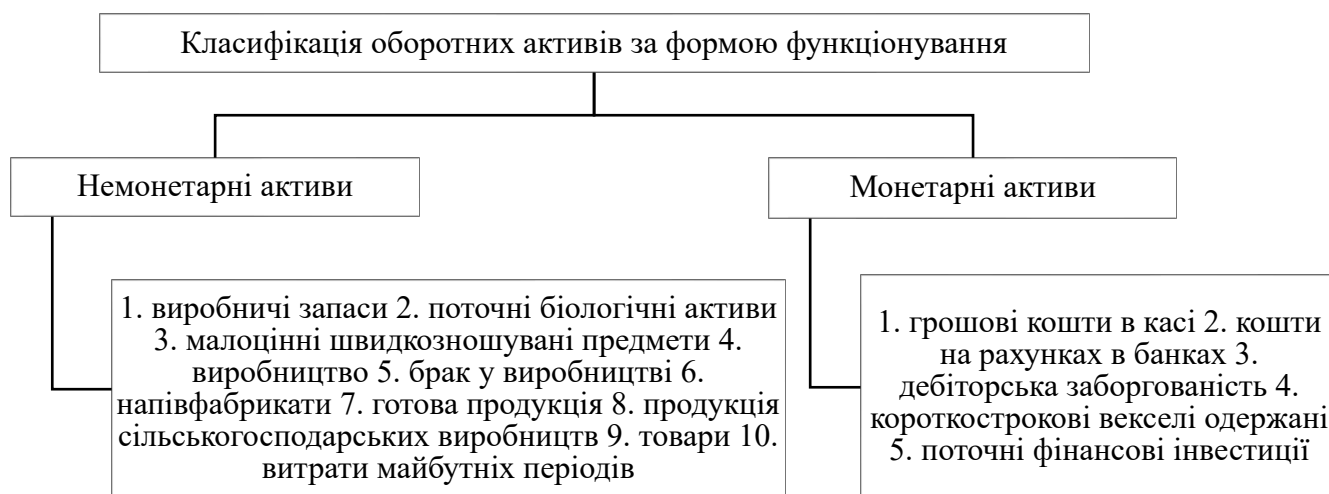 Класифікація оборотних активів за формою функціонування
Немонетарні активи
Монетарні активи
1. виробничі запаси 2. поточні біологічні активи
3. малоцінні швидкозношувані предмети 4.
виробництво 5. брак у виробництві 6.
напівфабрикати 7. готова продукція 8. продукція
сільськогосподарських виробництв 9. товари 10.
витрати майбутніх періодів
1. грошові кошти в касі 2. кошти
на рахунках в банках 3.
дебіторська заборгованість 4.
короткострокові векселі одержані
5. поточні фінансові інвестиції